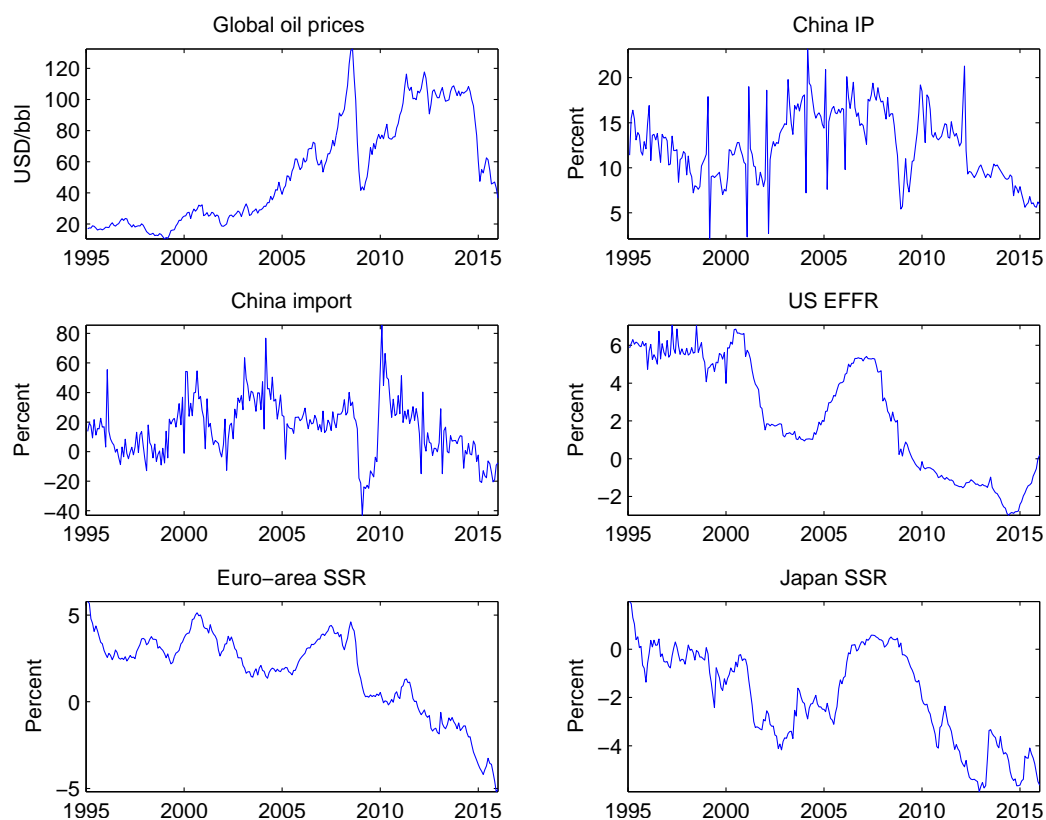 Global oil prices
USD/bbl
120
100
80
60
40
20
1995 2000 2005 2010 2015
China IP
Percent
20
15
10
5
1995 2000 2005 2010 2015
China import
Percent
80
60
40
20
0
−20
−40
1995 2000 2005 2010 2015
US EFFR
Percent
6
4
2
0
−2
1995 2000 2005 2010 2015
Euro−area SSR
Percent
5
0
−5
1995 2000 2005 2010 2015
Japan SSR
Percent
0
−2
−4
1995 2000 2005 2010 2015